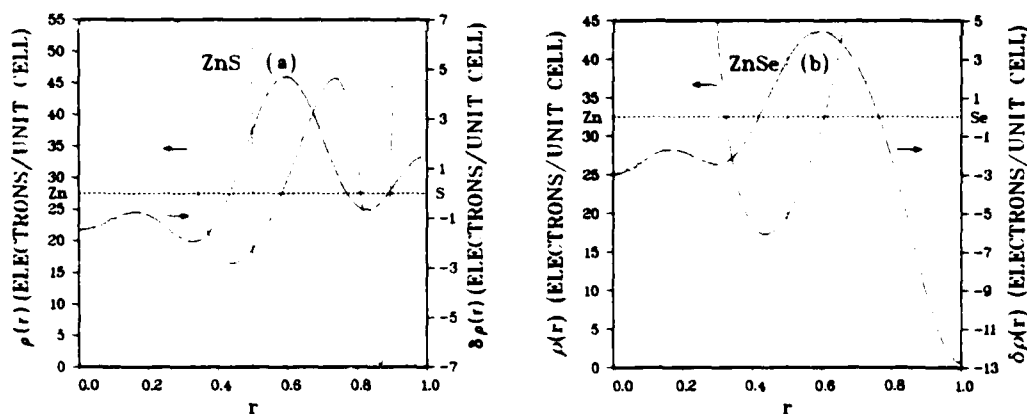 ZnS (a)
ρ(r) (ELECTRONS/UNIT CELL)
55
50
45
40
35
30
25
20
15
10
5
0
Zn
S
7
5
3
1
−1
−3
−5
−7
δρ(r) (ELECTRONS/UNIT CELL)
0.0 0.2 0.4 0.6 0.8 1.0
r
ZnSe (b)
ρ(r) (ELECTRONS/UNIT CELL)
45
40
35
30
25
20
15
10
5
0
Zn
Se
5
3
1
−1
−3
−5
−7
−9
−11
−13
δρ(r) (ELECTRONS/UNIT CELL)
0.0 0.2 0.4 0.6 0.8 1.0
r